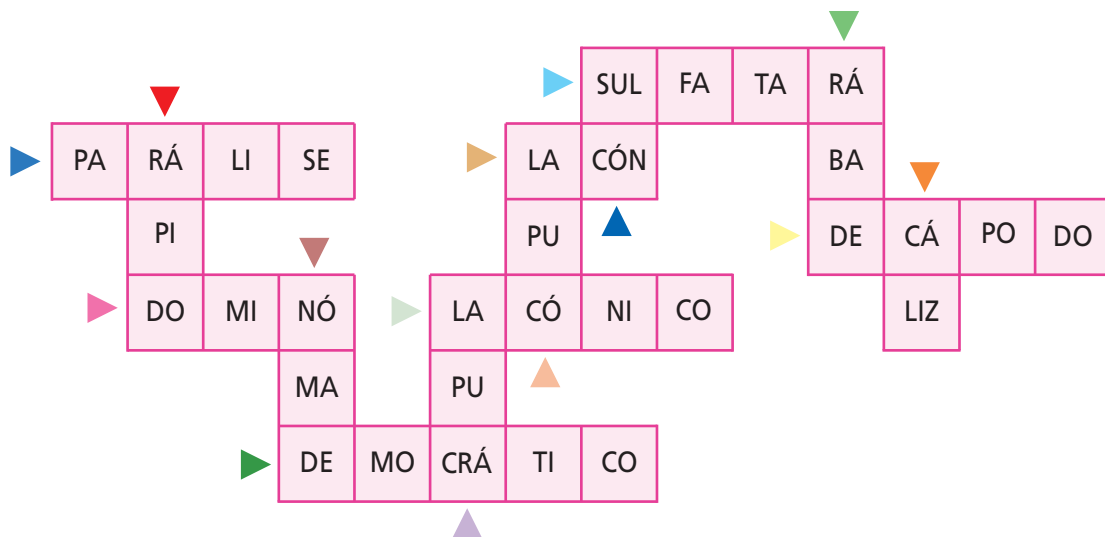 SUL FA TA RÁ
PA RÁ LI SE LA CÓN BA
PI PU DE CÁ PO DO
DO MI NÓ LA CÓ NI CO LIZ
MA PU
DE MO CRÁ TI CO